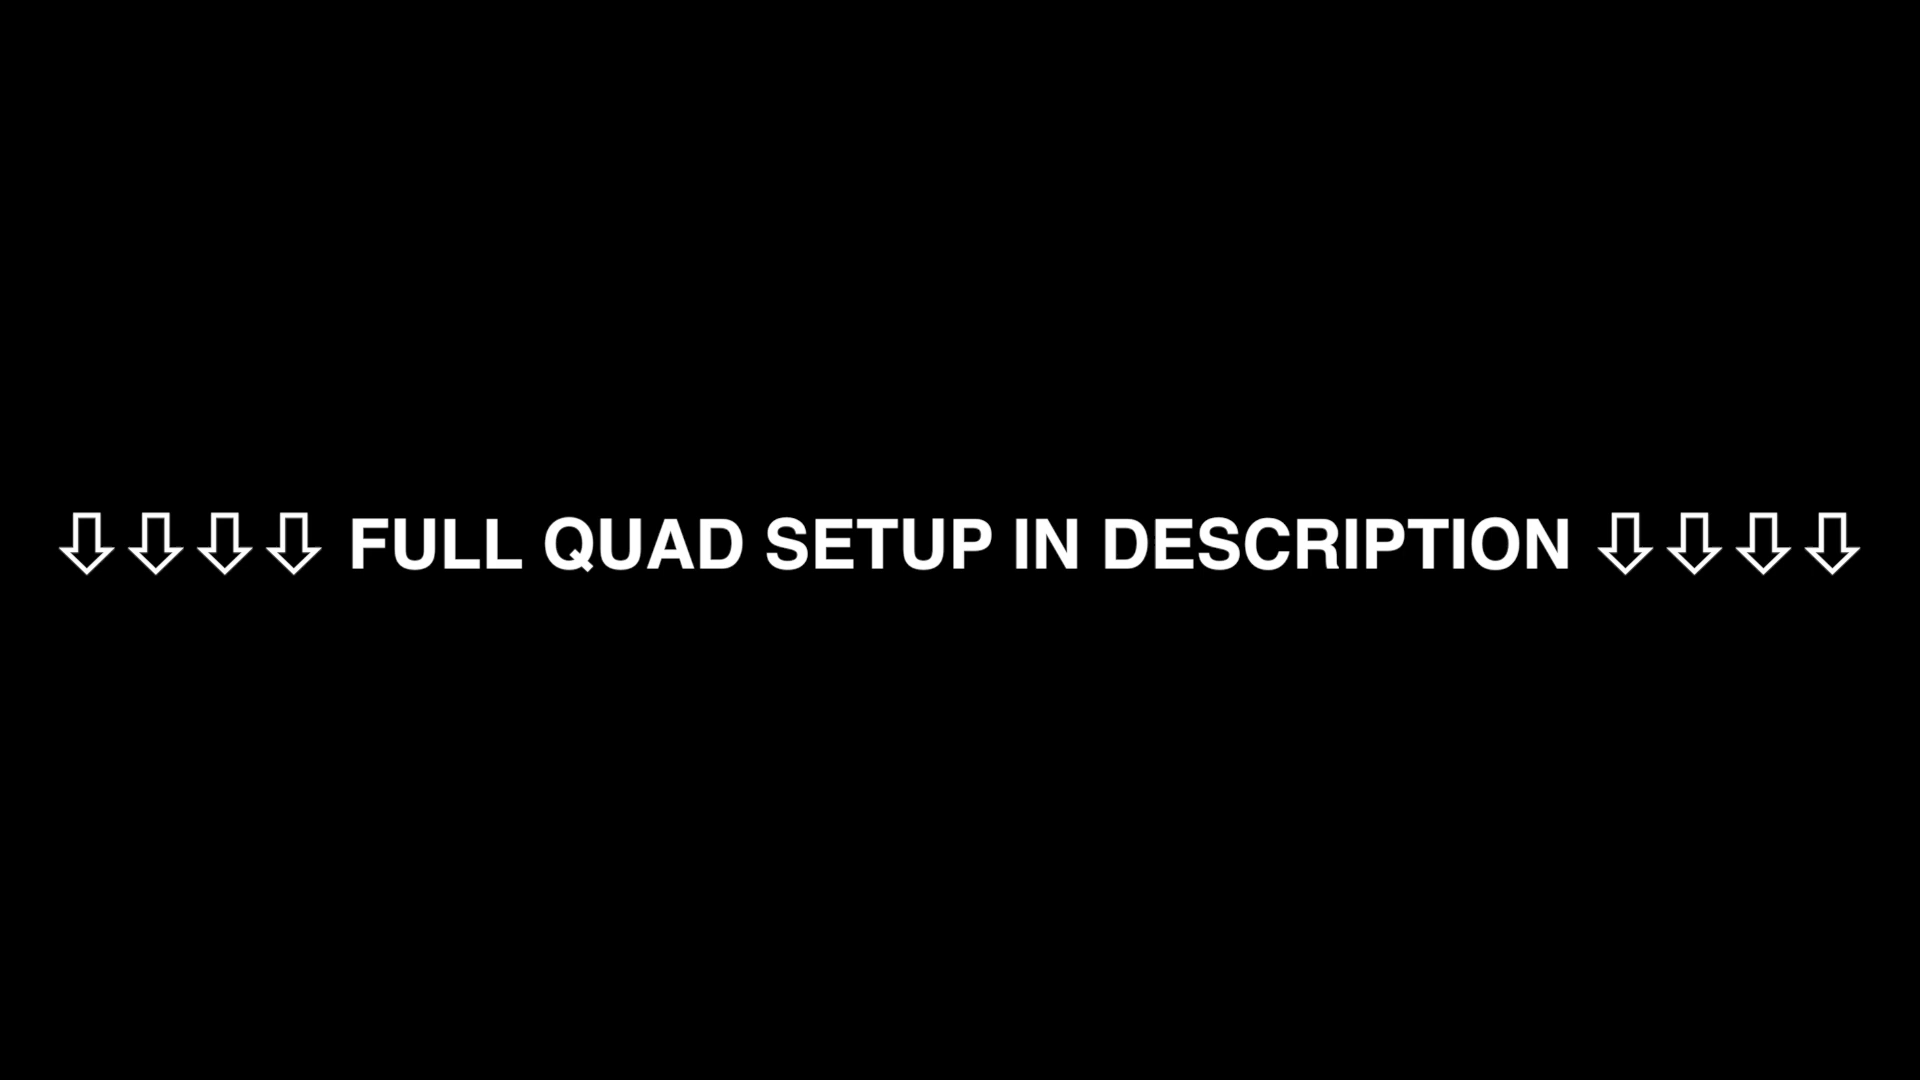 ⇩⇩⇩⇩ FULL QUAD SETUP IN DESCRIPTION ⇩⇩⇩⇩